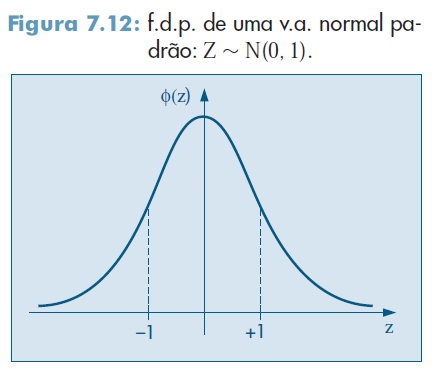 Figura 7.12: f.d.p. de uma v.a. normal pa-
drão: Z ~ N(0, 1).
ϕ(z)
–1
+1
z